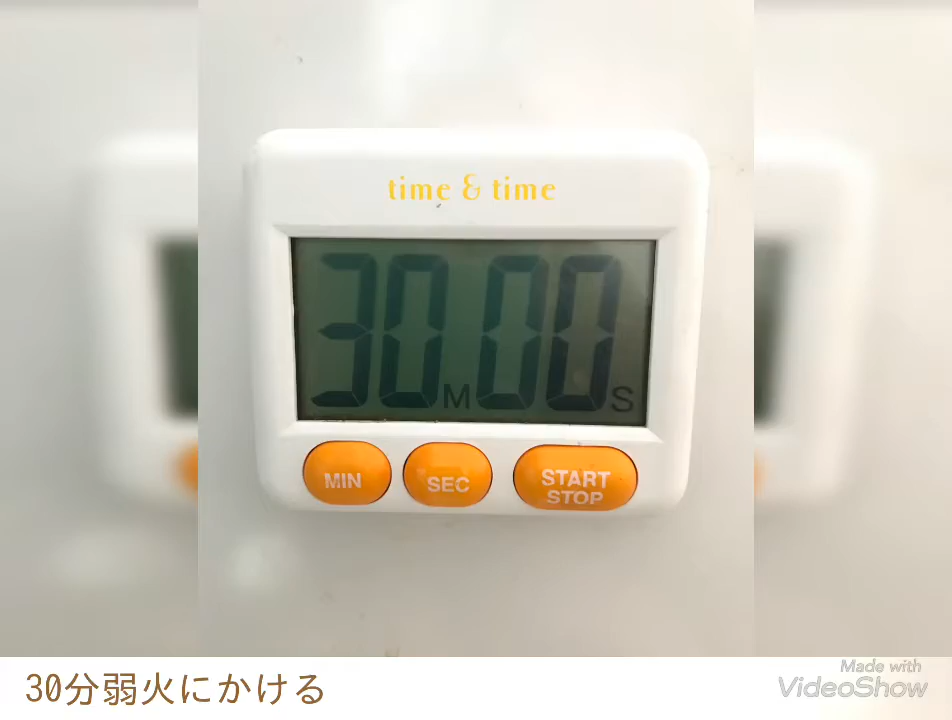 time & time
30M00S
MIN
SEC
START
STOP
30分弱火にかける
Made with
VideoShow